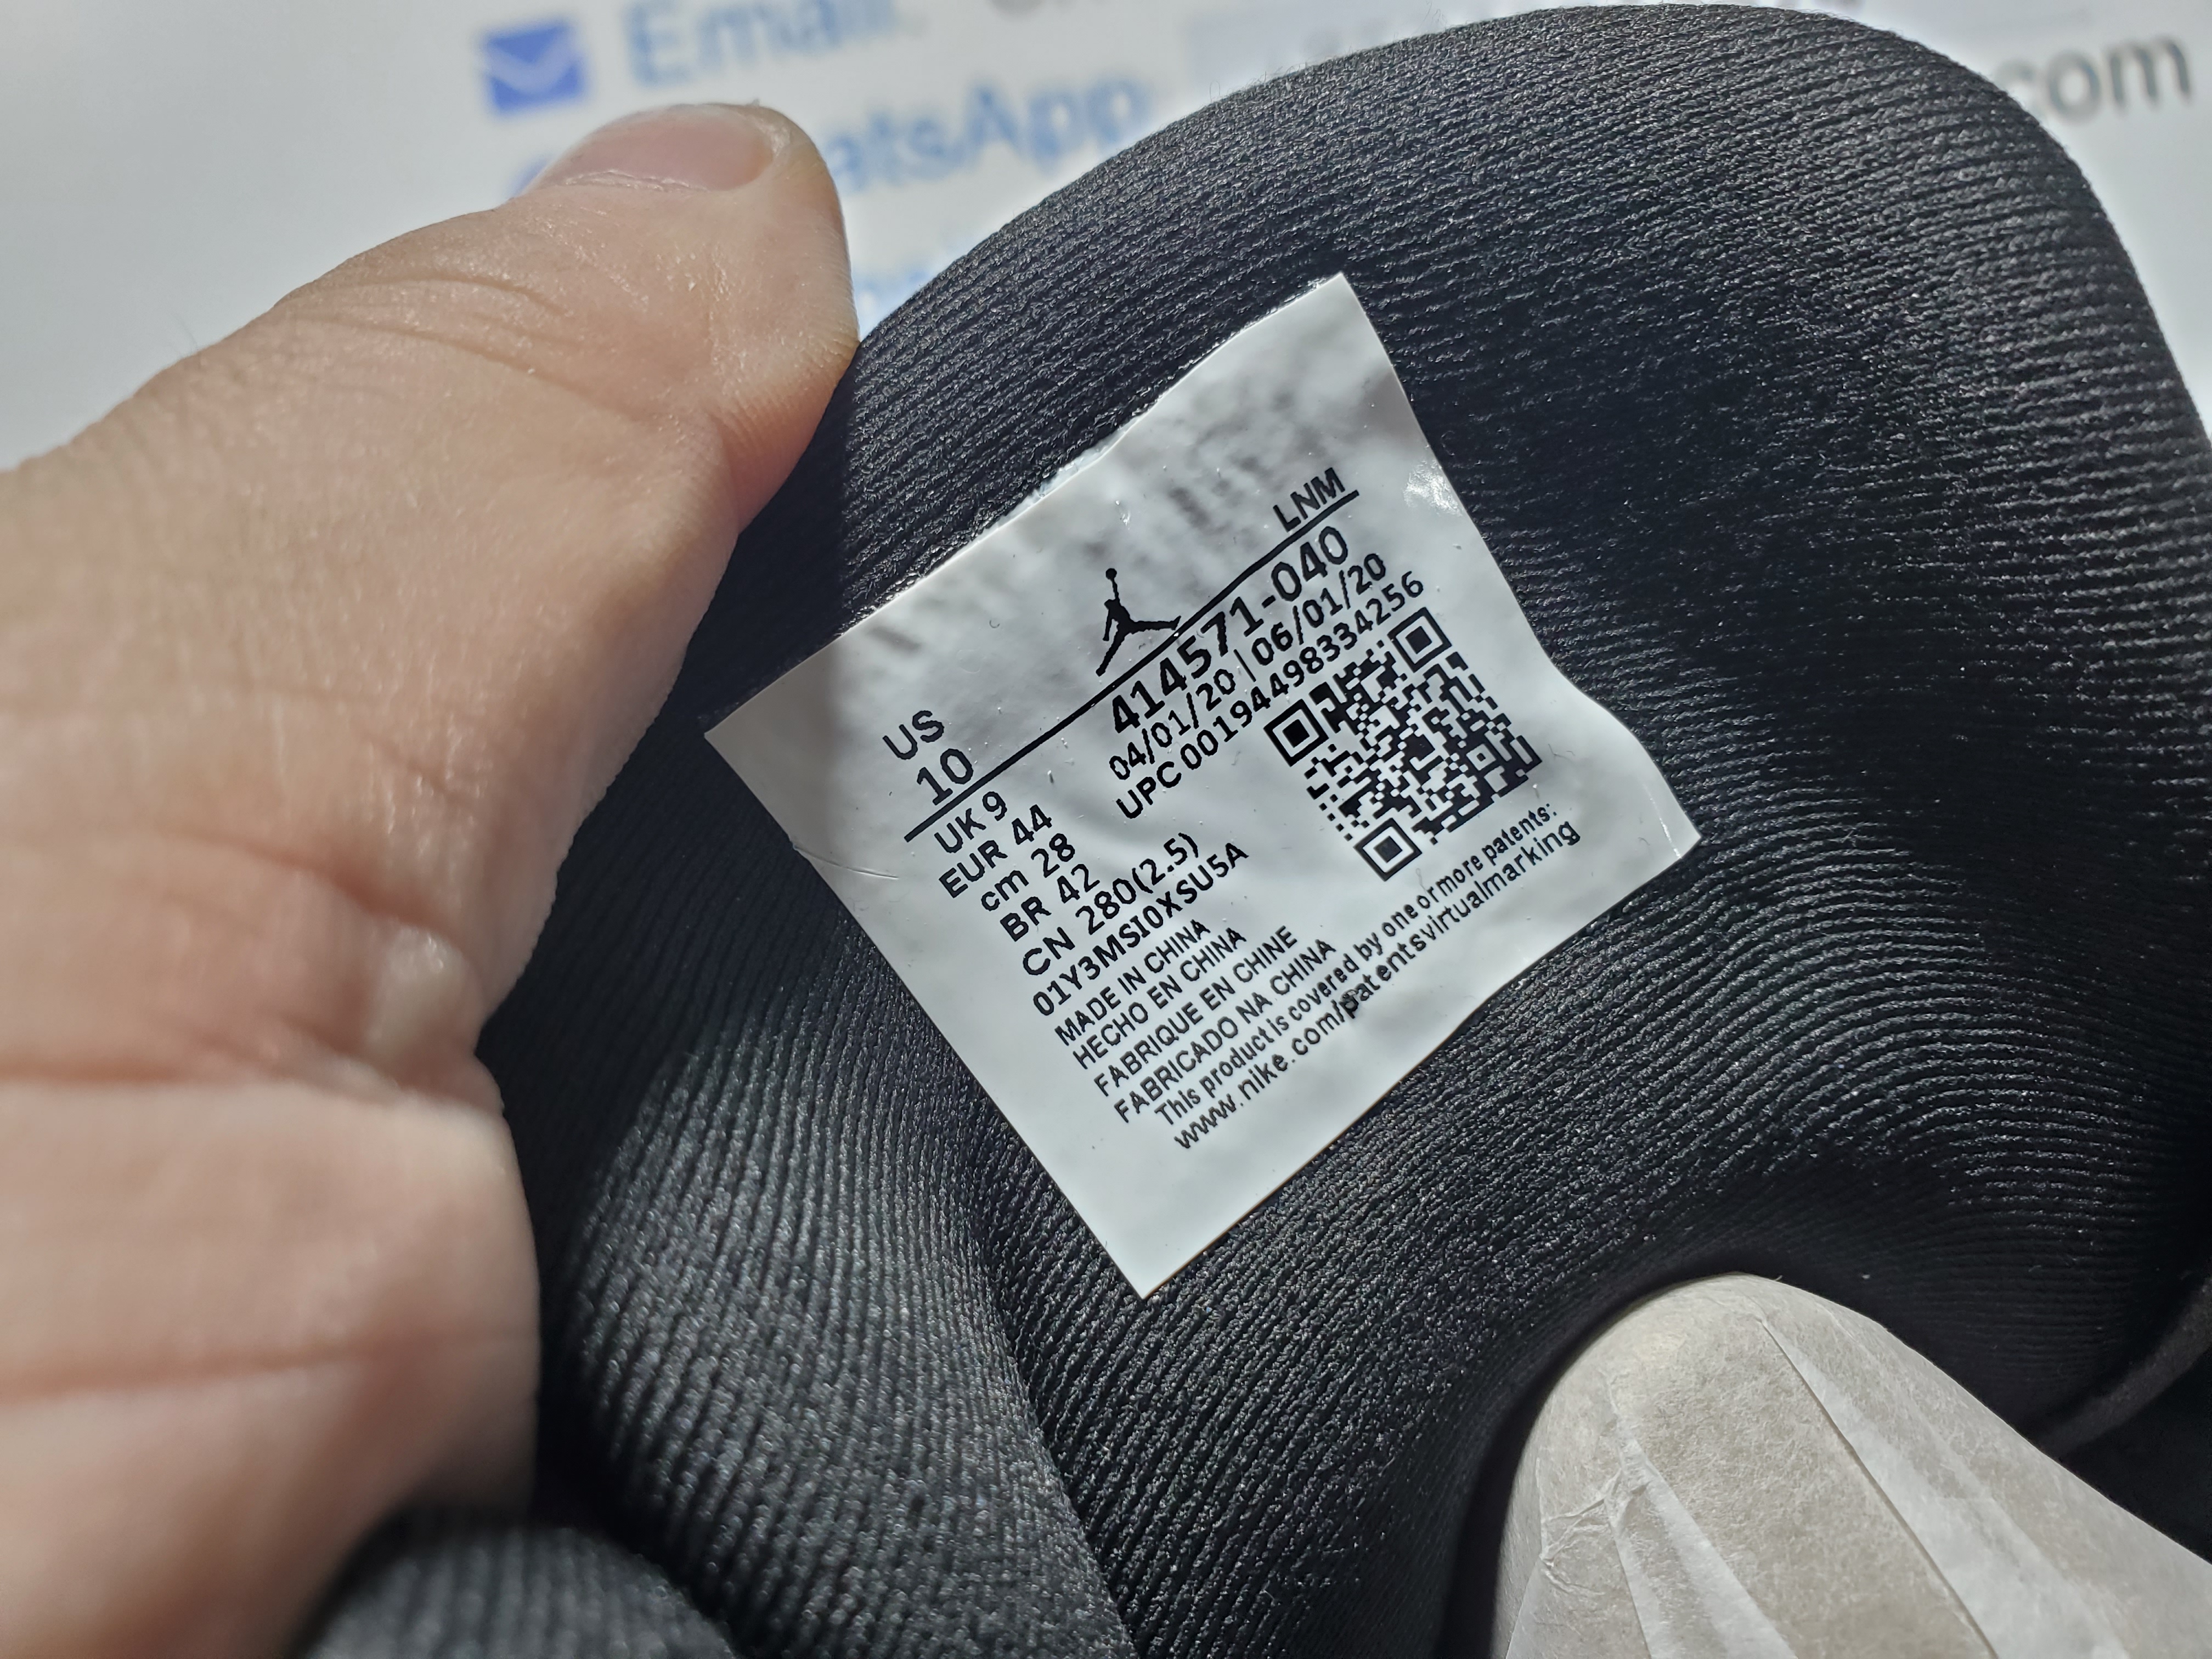 Email
atsApp
.com
LNM
US
10
414571-040
04/01/20 | 06/01/20
UPC 00194498334256
UK 9
EUR 44
cm 28
BR 42
CN 280(2.5)
01Y3MSI0XSU5A
MADE IN CHINA
HECHO EN CHINA
FABRIQUE EN CHINE
FABRICADO NA CHINA
This product is covered by one or more patents:
www.nike.com/patentsvirtualmarking